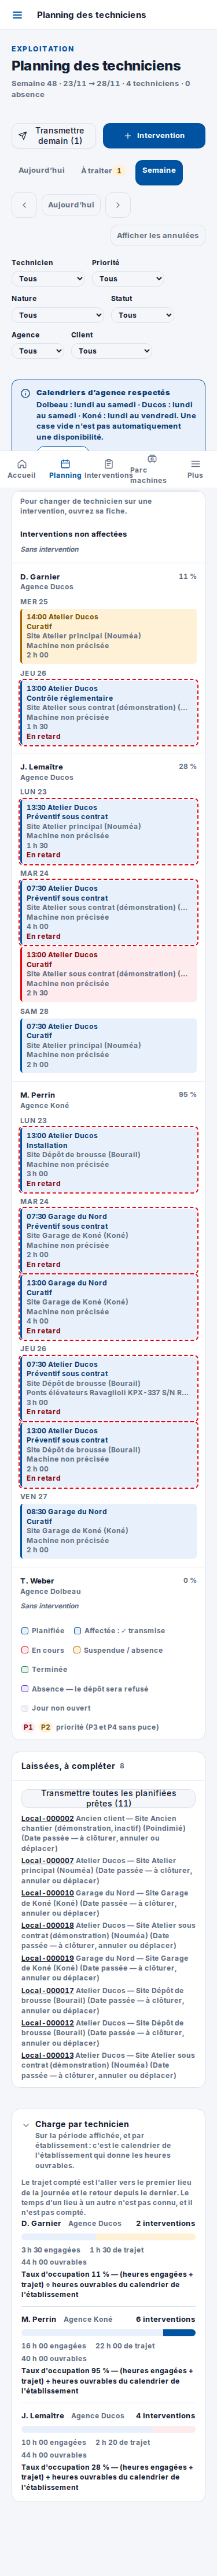 Planning des techniciens
EXPLOITATION
Planning des techniciens
Semaine 48 · 23/11 → 28/11 · 4 techniciens · 0
absence
Transmettre
demain (1)
Intervention
Aujourd'hui
À traiter 1
Semaine
Aujourd'hui
Afficher les annulées
Technicien
Priorité
Tous
Tous
Nature
Statut
Tous
Tous
Agence
Client
Tous
Tous
Calendriers d'agence respectés
Dolbeau : lundi au samedi · Ducos : lundi
au samedi · Koné : lundi au vendredi. Une
case vide n'est pas automatiquement
une disponibilité.
Accueil
Planning
Interventions
Parc
machines
Plus
Pour changer de technicien sur une
intervention, ouvrez sa fiche.
Interventions non affectées
Sans intervention
D. Garnier
11 %
Agence Ducos
MER 25
14:00 Atelier Ducos
Curatif
Site Atelier principal (Nouméa)
Machine non précisée
2 h 00
JEU 26
13:00 Atelier Ducos
Contrôle réglementaire
Site Atelier sous contrat (démonstration) (...
Machine non précisée
1 h 30
En retard
J. Lemaître
28 %
Agence Ducos
LUN 23
13:30 Atelier Ducos
Préventif sous contrat
Site Atelier principal (Nouméa)
Machine non précisée
1 h 30
En retard
MAR 24
07:30 Atelier Ducos
Préventif sous contrat
Site Atelier sous contrat (démonstration) (...
Machine non précisée
4 h 00
En retard
13:00 Atelier Ducos
Curatif
Site Atelier sous contrat (démonstration) (...
Machine non précisée
2 h 30
SAM 28
07:30 Atelier Ducos
Curatif
Site Atelier principal (Nouméa)
Machine non précisée
2 h 00
M. Perrin
95 %
Agence Koné
LUN 23
13:00 Atelier Ducos
Installation
Site Dépôt de brousse (Bourail)
Machine non précisée
3 h 00
En retard
MAR 24
07:30 Garage du Nord
Préventif sous contrat
Site Garage de Koné (Koné)
Machine non précisée
2 h 00
En retard
13:00 Garage du Nord
Curatif
Site Garage de Koné (Koné)
Machine non précisée
4 h 00
En retard
JEU 26
07:30 Atelier Ducos
Préventif sous contrat
Site Dépôt de brousse (Bourail)
Ponts élévateurs Ravaglioli KPX-337 S/N R...
3 h 00
En retard
13:00 Atelier Ducos
Préventif sous contrat
Site Dépôt de brousse (Bourail)
Machine non précisée
2 h 00
En retard
VEN 27
08:30 Garage du Nord
Curatif
Site Garage de Koné (Koné)
Machine non précisée
2 h 00
T. Weber
0 %
Agence Dolbeau
Sans intervention
Planifiée
Affectée : ✓ transmise
En cours
Suspendue / absence
Terminée
Absence — le dépôt sera refusé
Jour non ouvert
P1 P2 priorité (P3 et P4 sans puce)
Laissées, à compléter 8
Transmettre toutes les planifiées
prêtes (11)
Local-000002 Ancien client — Site Ancien
chantier (démonstration, inactif) (Poindimié)
(Date passée — à clôturer, annuler ou
déplacer)
Local-000007 Atelier Ducos — Site Atelier
principal (Nouméa) (Date passée — à clôturer,
annuler ou déplacer)
Local-000010 Garage du Nord — Site Garage
de Koné (Koné) (Date passée — à clôturer,
annuler ou déplacer)
Local-000018 Atelier Ducos — Site Atelier sous
contrat (démonstration) (Nouméa) (Date
passée — à clôturer, annuler ou déplacer)
Local-000019 Garage du Nord — Site Garage
de Koné (Koné) (Date passée — à clôturer,
annuler ou déplacer)
Local-000017 Atelier Ducos — Site Dépôt de
brousse (Bourail) (Date passée — à clôturer,
annuler ou déplacer)
Local-000012 Atelier Ducos — Site Dépôt de
brousse (Bourail) (Date passée — à clôturer,
annuler ou déplacer)
Local-000013 Atelier Ducos — Site Atelier sous
contrat (démonstration) (Nouméa) (Date
passée — à clôturer, annuler ou déplacer)
Charge par technicien
Sur la période affichée, et par
établissement : c'est le calendrier de
l'établissement qui donne les heures
ouvrables.
Le trajet compté est l'aller vers le premier lieu
de la journée et le retour depuis le dernier. Le
temps d'un lieu à un autre n'est pas connu, et il
n'est pas compté.
D. Garnier Agence Ducos 2 interventions
3 h 30 engagées 1 h 30 de trajet
44 h 00 ouvrables
Taux d'occupation 11 % — (heures engagées +
trajet) ÷ heures ouvrables du calendrier de
l'établissement
M. Perrin Agence Koné 6 interventions
16 h 00 engagées 22 h 00 de trajet
40 h 00 ouvrables
Taux d'occupation 95 % — (heures engagées +
trajet) ÷ heures ouvrables du calendrier de
l'établissement
J. Lemaître Agence Ducos 4 interventions
10 h 00 engagées 2 h 20 de trajet
44 h 00 ouvrables
Taux d'occupation 28 % — (heures engagées +
trajet) ÷ heures ouvrables du calendrier de
l'établissement